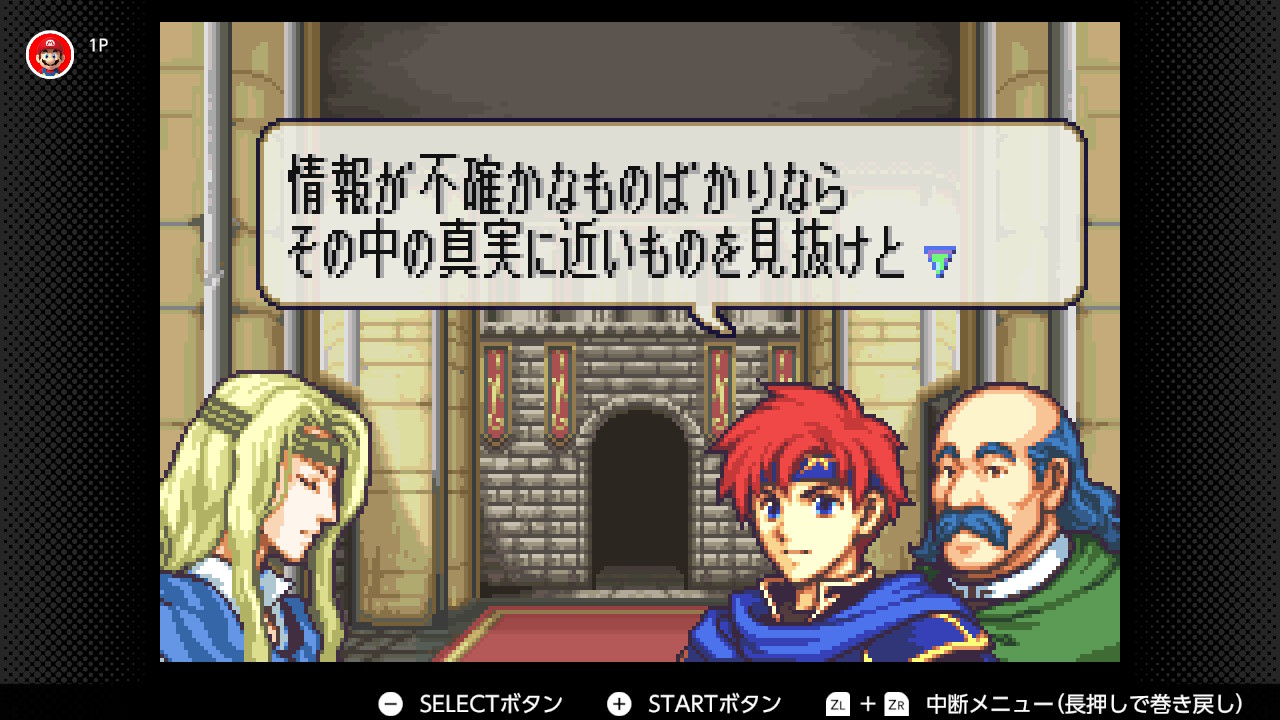 1P
情報が不確かなものばかりなら
その中の真実に近いものを見抜けと
SELECTボタン
STARTボタン
ZL + ZR 中断メニュー(長押しで巻き戻し)